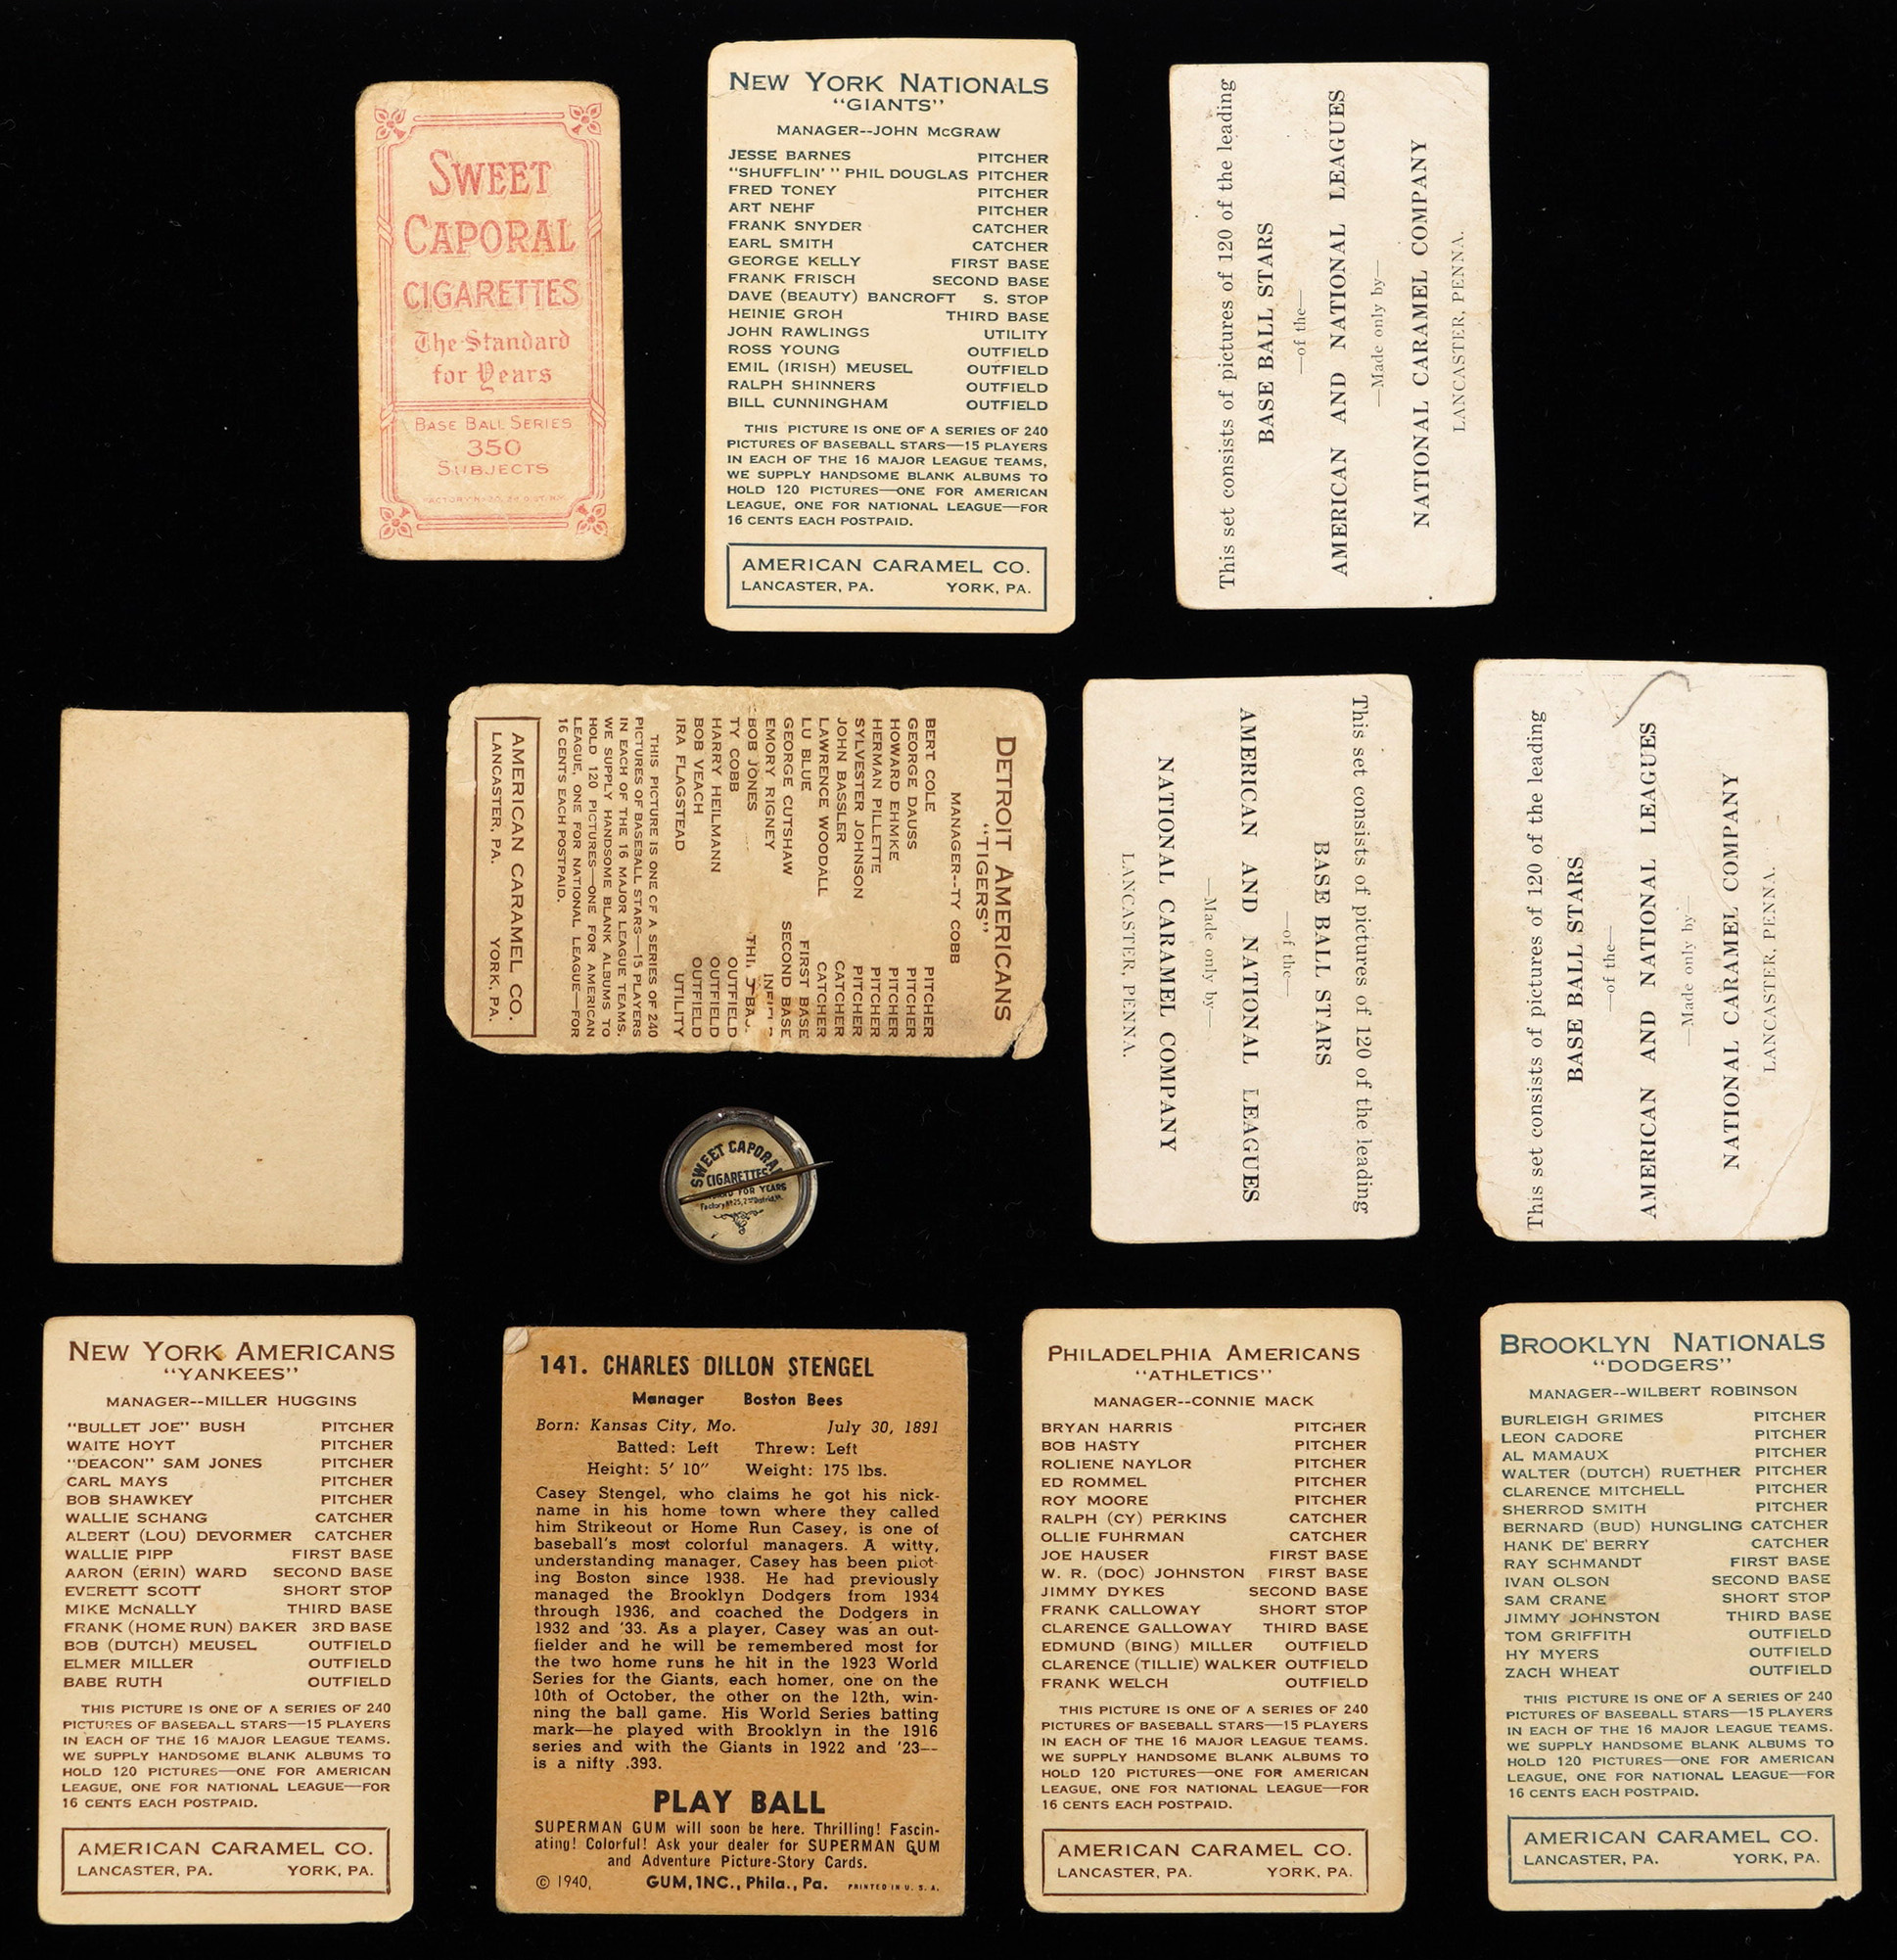 SWEET
CAPORAL
CIGARETTES
The Standard
for Years
BASE BALL SERIES
350
SUBJECTS
FACTORY No 30, 2d DIST. N.Y.
NEW YORK NATIONALS
"GIANTS"
MANAGER--JOHN McGRAW
JESSE BARNES PITCHER
"SHUFFLIN' " PHIL DOUGLAS PITCHER
FRED TONEY PITCHER
ART NEHF PITCHER
FRANK SNYDER CATCHER
EARL SMITH CATCHER
GEORGE KELLY FIRST BASE
FRANK FRISCH SECOND BASE
DAVE (BEAUTY) BANCROFT S. STOP
HEINIE GROH THIRD BASE
JOHN RAWLINGS UTILITY
ROSS YOUNG OUTFIELD
EMIL (IRISH) MEUSEL OUTFIELD
RALPH SHINNERS OUTFIELD
BILL CUNNINGHAM OUTFIELD
THIS PICTURE IS ONE OF A SERIES OF 240
PICTURES OF BASEBALL STARS—15 PLAYERS
IN EACH OF THE 16 MAJOR LEAGUE TEAMS,
WE SUPPLY HANDSOME BLANK ALBUMS TO
HOLD 120 PICTURES—ONE FOR AMERICAN
LEAGUE, ONE FOR NATIONAL LEAGUE—FOR
16 CENTS EACH POSTPAID.
AMERICAN CARAMEL CO.
LANCASTER, PA. YORK, PA.
This set consists of pictures of 120 of the leading
BASE BALL STARS
—of the—
AMERICAN AND NATIONAL LEAGUES
—Made only by—
NATIONAL CARAMEL COMPANY
LANCASTER, PENNA.
DETROIT AMERICANS
"TIGERS"
MANAGER--TY COBB
BERT COLE PITCHER
GEORGE DAUSS PITCHER
HOWARD EHMKE PITCHER
HERMAN PILLETTE PITCHER
SYLVESTER JOHNSON PITCHER
JOHN BASSLER CATCHER
LAWRENCE WOODALL CATCHER
LU BLUE FIRST BASE
GEORGE CUTSHAW SECOND BASE
EMORY RIGNEY
BOB JONES
TY COBB OUTFIELD
HARRY HEILMANN OUTFIELD
BOB VEACH OUTFIELD
IRA FLAGSTEAD UTILITY
THIS PICTURE IS ONE OF A SERIES OF 240
PICTURES OF BASEBALL STARS—15 PLAYERS
IN EACH OF THE 16 MAJOR LEAGUE TEAMS.
WE SUPPLY HANDSOME BLANK ALBUMS TO
HOLD 120 PICTURES—ONE FOR AMERICAN
LEAGUE, ONE FOR NATIONAL LEAGUE—FOR
16 CENTS EACH POSTPAID.
AMERICAN CARAMEL CO.
LANCASTER, PA. YORK, PA.
This set consists of pictures of 120 of the leading
BASE BALL STARS
—of the—
AMERICAN AND NATIONAL LEAGUES
—Made only by—
NATIONAL CARAMEL COMPANY
LANCASTER, PENNA.
This set consists of pictures of 120 of the leading
BASE BALL STARS
—of the—
AMERICAN AND NATIONAL LEAGUES
—Made only by—
NATIONAL CARAMEL COMPANY
LANCASTER, PENNA.
SWEET CAPORAL
CIGARETTES
FOR YEARS
Factory No 25, 2nd District, Va.
NEW YORK AMERICANS
"YANKEES"
MANAGER--MILLER HUGGINS
"BULLET JOE" BUSH PITCHER
WAITE HOYT PITCHER
"DEACON" SAM JONES PITCHER
CARL MAYS PITCHER
BOB SHAWKEY PITCHER
WALLIE SCHANG CATCHER
ALBERT (LOU) DEVORMER CATCHER
WALLIE PIPP FIRST BASE
AARON (ERIN) WARD SECOND BASE
EVERETT SCOTT SHORT STOP
MIKE McNALLY THIRD BASE
FRANK (HOME RUN) BAKER 3RD BASE
BOB (DUTCH) MEUSEL OUTFIELD
ELMER MILLER OUTFIELD
BABE RUTH OUTFIELD
THIS PICTURE IS ONE OF A SERIES OF 240
PICTURES OF BASEBALL STARS—15 PLAYERS
IN EACH OF THE 16 MAJOR LEAGUE TEAMS.
WE SUPPLY HANDSOME BLANK ALBUMS TO
HOLD 120 PICTURES—ONE FOR AMERICAN
LEAGUE, ONE FOR NATIONAL LEAGUE—FOR
16 CENTS EACH POSTPAID.
AMERICAN CARAMEL CO.
LANCASTER, PA. YORK, PA.
141. CHARLES DILLON STENGEL
Manager Boston Bees
Born: Kansas City, Mo. July 30, 1891
Batted: Left Threw: Left
Height: 5' 10" Weight: 175 lbs.
Casey Stengel, who claims he got his nick-
name in his home town where they called
him Strikeout or Home Run Casey, is one of
baseball's most colorful managers. A witty,
understanding manager, Casey has been pilot-
ing Boston since 1938. He had previously
managed the Brooklyn Dodgers from 1934
through 1936, and coached the Dodgers in
1932 and '33. As a player, Casey was an out-
fielder and he will be remembered most for
the two home runs he hit in the 1923 World
Series for the Giants, each homer, one on the
10th of October, the other on the 12th, win-
ning the ball game. His World Series batting
mark—he played with Brooklyn in the 1916
series and with the Giants in 1922 and '23—
is a nifty .393.
PLAY BALL
SUPERMAN GUM will soon be here. Thrilling! Fascin-
ating! Colorful! Ask your dealer for SUPERMAN GUM
and Adventure Picture-Story Cards.
© 1940, GUM, INC., Phila., Pa. PRINTED IN U. S. A.
PHILADELPHIA AMERICANS
"ATHLETICS"
MANAGER--CONNIE MACK
BRYAN HARRIS PITCHER
BOB HASTY PITCHER
ROLIENE NAYLOR PITCHER
ED ROMMEL PITCHER
ROY MOORE PITCHER
RALPH (CY) PERKINS CATCHER
OLLIE FUHRMAN CATCHER
JOE HAUSER FIRST BASE
W. R. (DOC) JOHNSTON FIRST BASE
JIMMY DYKES SECOND BASE
FRANK CALLOWAY SHORT STOP
CLARENCE GALLOWAY THIRD BASE
EDMUND (BING) MILLER OUTFIELD
CLARENCE (TILLIE) WALKER OUTFIELD
FRANK WELCH OUTFIELD
THIS PICTURE IS ONE OF A SERIES OF 240
PICTURES OF BASEBALL STARS—15 PLAYERS
IN EACH OF THE 16 MAJOR LEAGUE TEAMS.
WE SUPPLY HANDSOME BLANK ALBUMS TO
HOLD 120 PICTURES—ONE FOR AMERICAN
LEAGUE, ONE FOR NATIONAL LEAGUE—FOR
16 CENTS EACH POSTPAID.
AMERICAN CARAMEL CO.
LANCASTER, PA. YORK, PA.
BROOKLYN NATIONALS
"DODGERS"
MANAGER--WILBERT ROBINSON
BURLEIGH GRIMES PITCHER
LEON CADORE PITCHER
AL MAMAUX PITCHER
WALTER (DUTCH) RUETHER PITCHER
CLARENCE MITCHELL PITCHER
SHERROD SMITH PITCHER
BERNARD (BUD) HUNGLING CATCHER
HANK DE' BERRY CATCHER
RAY SCHMANDT FIRST BASE
IVAN OLSON SECOND BASE
SAM CRANE SHORT STOP
JIMMY JOHNSTON THIRD BASE
TOM GRIFFITH OUTFIELD
HY MYERS OUTFIELD
ZACH WHEAT OUTFIELD
THIS PICTURE IS ONE OF A SERIES OF 240
PICTURES OF BASEBALL STARS—15 PLAYERS
IN EACH OF THE 16 MAJOR LEAGUE TEAMS.
WE SUPPLY HANDSOME BLANK ALBUMS TO
HOLD 120 PICTURES—ONE FOR AMERICAN
LEAGUE, ONE FOR NATIONAL LEAGUE—FOR
16 CENTS EACH POSTPAID.
AMERICAN CARAMEL CO.
LANCASTER, PA. YORK, PA.